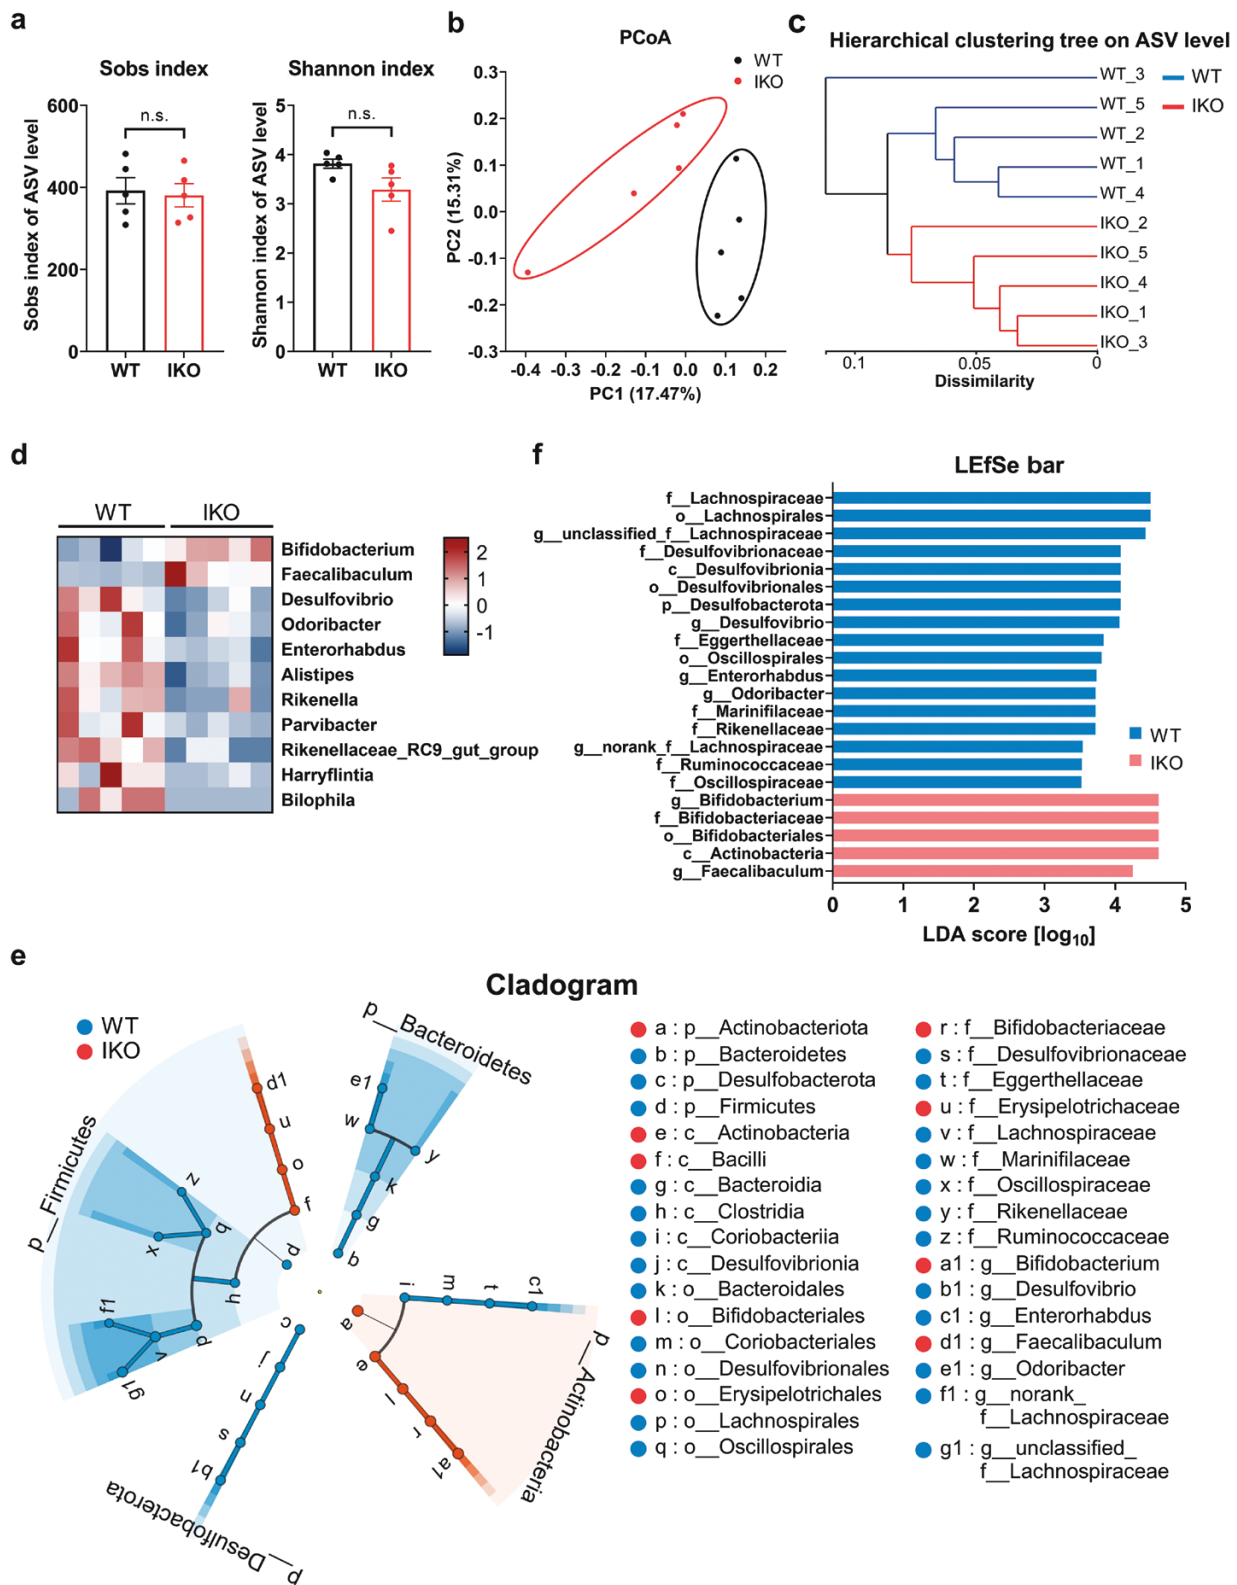 a
Sobs index
Sobs index of ASV level
600
400
200
0
n.s.
WT
IKO
Shannon index
Shannon index of ASV level
5
4
3
2
1
0
n.s.
WT
IKO
b
PCoA
WT
IKO
PC2 (15.31%)
0.3
0.2
0.1
0.0
-0.1
-0.2
-0.3
-0.4 -0.3 -0.2 -0.1 0.0 0.1 0.2
PC1 (17.47%)
c
Hierarchical clustering tree on ASV level
WT_3
WT_5
WT_2
WT_1
WT_4
IKO_2
IKO_5
IKO_4
IKO_1
IKO_3
WT
IKO
0.1 0.05 0
Dissimilarity
d
WT IKO
Bifidobacterium
Faecalibaculum
Desulfovibrio
Odoribacter
Enterorhabdus
Alistipes
Rikenella
Parvibacter
Rikenellaceae_RC9_gut_group
Harryflintia
Bilophila
2
1
0
-1
f
LEfSe bar
f__Lachnospiraceae
o__Lachnospirales
g__unclassified_f__Lachnospiraceae
f__Desulfovibrionaceae
c__Desulfovibrionia
o__Desulfovibrionales
p__Desulfobacterota
g__Desulfovibrio
f__Eggerthellaceae
o__Oscillospirales
g__Enterorhabdus
g__Odoribacter
f__Marinifilaceae
f__Rikenellaceae
g__norank_f__Lachnospiraceae
f__Ruminococcaceae
f__Oscillospiraceae
g__Bifidobacterium
f__Bifidobacteriaceae
o__Bifidobacteriales
c__Actinobacteria
g__Faecalibaculum
WT
IKO
0 1 2 3 4 5
LDA score [log10]
e
Cladogram
WT
IKO
p__Firmicutes
p__Bacteroidetes
p__Actinobacteria
p__Desulfobacterota
d1
u
o
f
z
x
q
p
h
f1
v
g1
p
e1
w
y
k
g
b
c
j
n
s
b1
a
i
m
t
c1
e
l
r
a1
a : p__Actinobacteriota
b : p__Bacteroidetes
c : p__Desulfobacterota
d : p__Firmicutes
e : c__Actinobacteria
f : c__Bacilli
g : c__Bacteroidia
h : c__Clostridia
i : c__Coriobacteriia
j : c__Desulfovibrionia
k : o__Bacteroidales
l : o__Bifidobacteriales
m : o__Coriobacteriales
n : o__Desulfovibrionales
o : o__Erysipelotrichales
p : o__Lachnospirales
q : o__Oscillospirales
r : f__Bifidobacteriaceae
s : f__Desulfovibrionaceae
t : f__Eggerthellaceae
u : f__Erysipelotrichaceae
v : f__Lachnospiraceae
w : f__Marinifilaceae
x : f__Oscillospiraceae
y : f__Rikenellaceae
z : f__Ruminococcaceae
a1 : g__Bifidobacterium
b1 : g__Desulfovibrio
c1 : g__Enterorhabdus
d1 : g__Faecalibaculum
e1 : g__Odoribacter
f1 : g__norank_
f__Lachnospiraceae
g1 : g__unclassified_
f__Lachnospiraceae